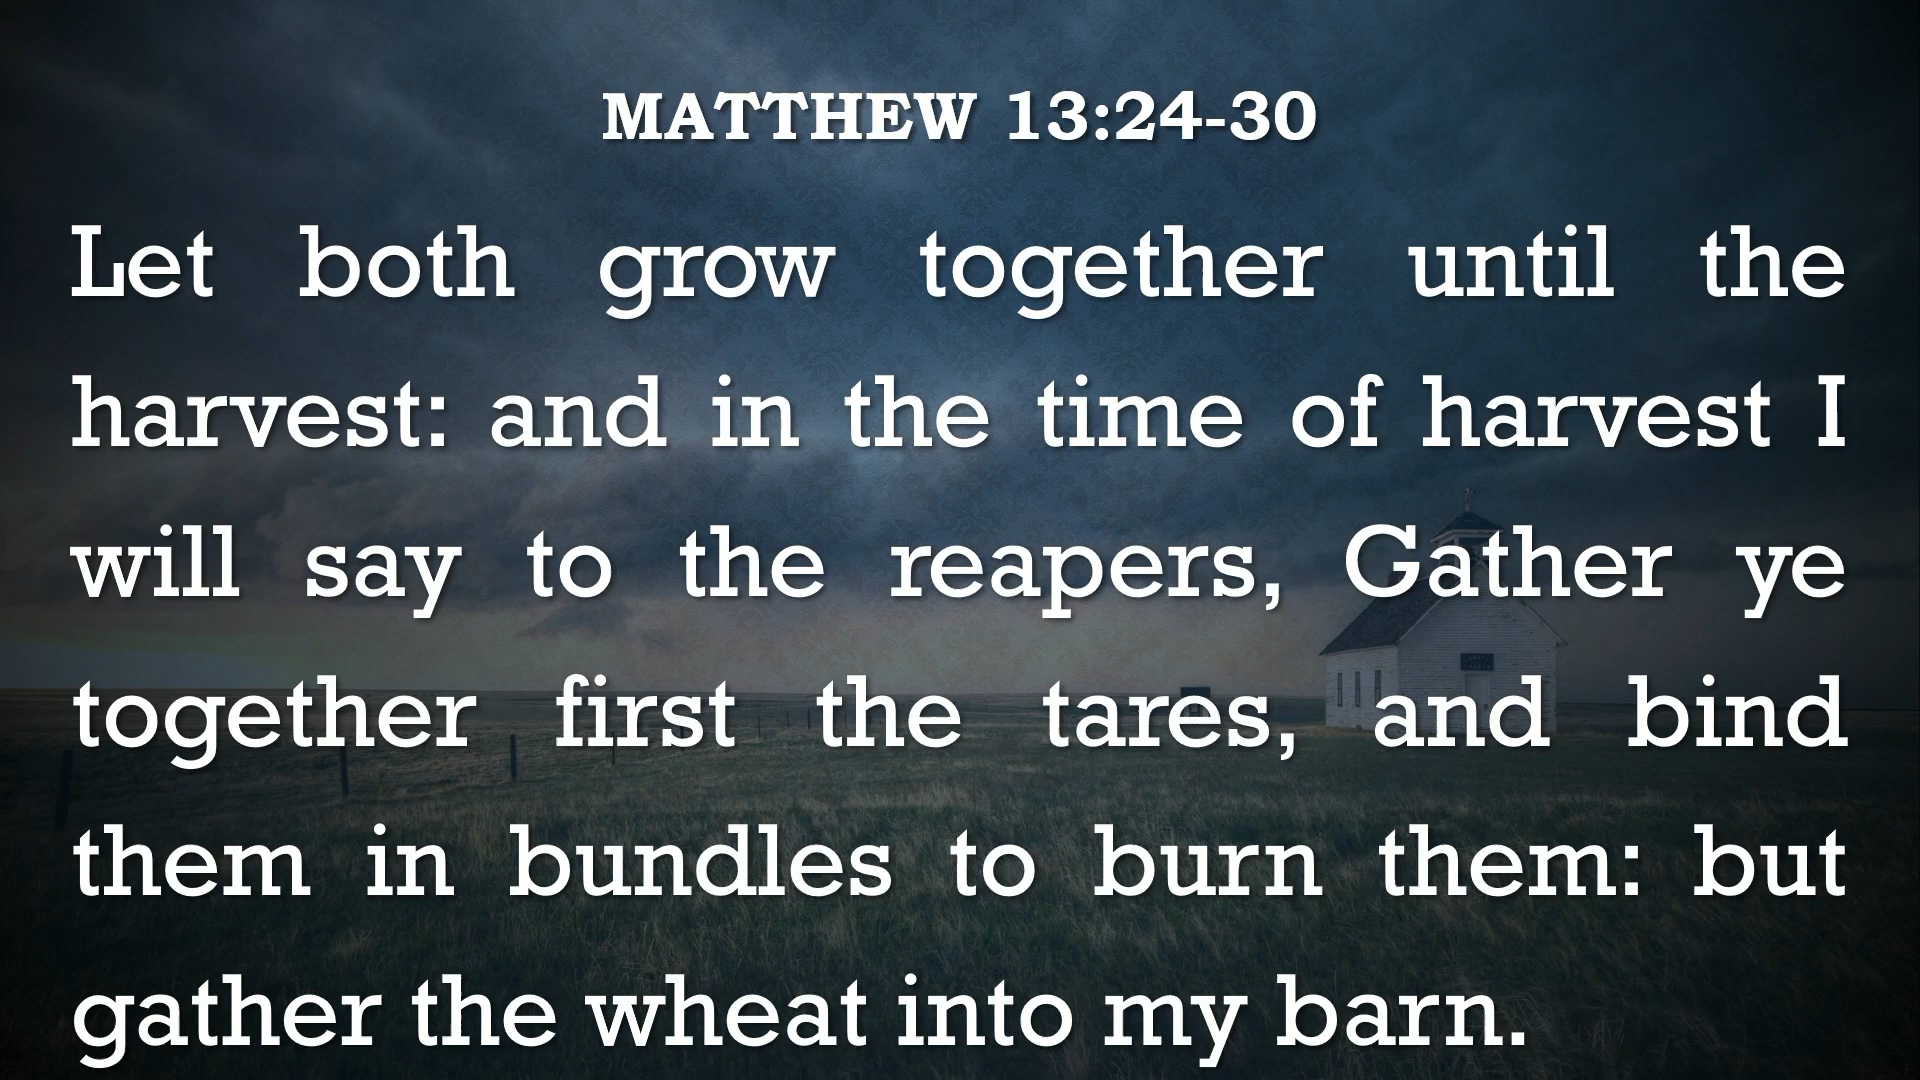 MATTHEW 13:24-30
Let both grow together until the
harvest: and in the time of harvest I
will say to the reapers, Gather ye
together first the tares, and bind
them in bundles to burn them: but
gather the wheat into my barn.